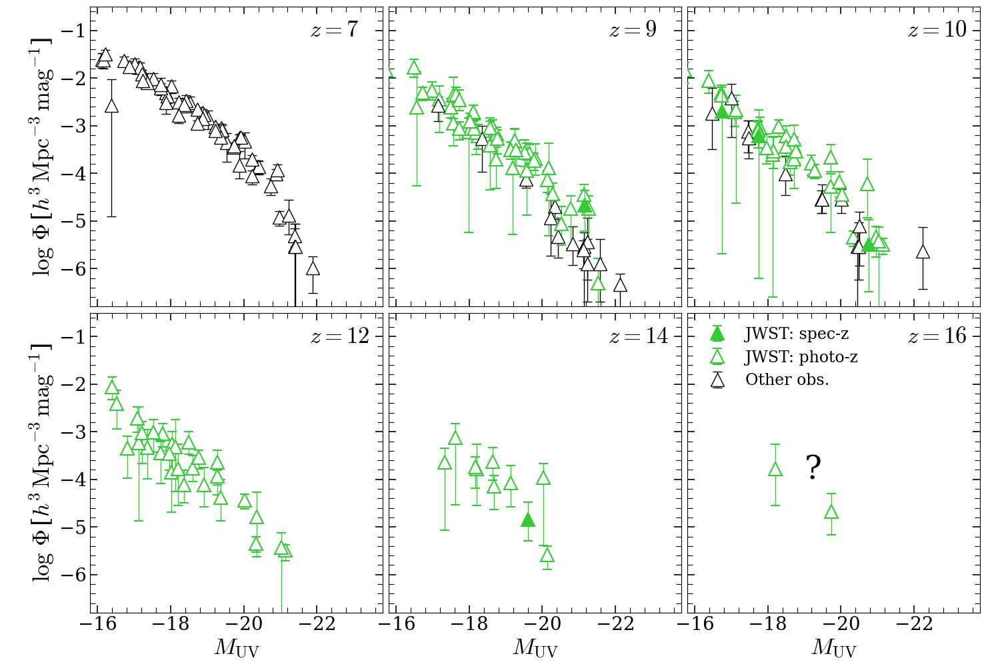 log Φ [h³ Mpc⁻³ mag⁻¹]
−1
−2
−3
−4
−5
−6
z = 7
z = 9
z = 10
log Φ [h³ Mpc⁻³ mag⁻¹]
−1
−2
−3
−4
−5
−6
z = 12
z = 14
z = 16
JWST: spec-z
JWST: photo-z
Other obs.
?
−16 −18 −20 −22
−16 −18 −20 −22
−16 −18 −20 −22
M_UV
M_UV
M_UV